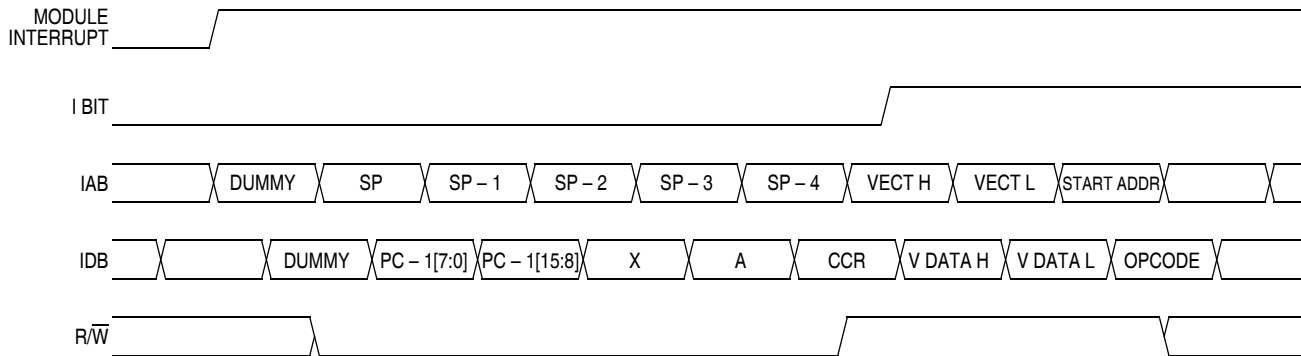 MODULE
INTERRUPT
I BIT
IAB DUMMY SP SP – 1 SP – 2 SP – 3 SP – 4 VECT H VECT L START ADDR
IDB DUMMY PC – 1[7:0] PC – 1[15:8] X A CCR V DATA H V DATA L OPCODE
R/W̅